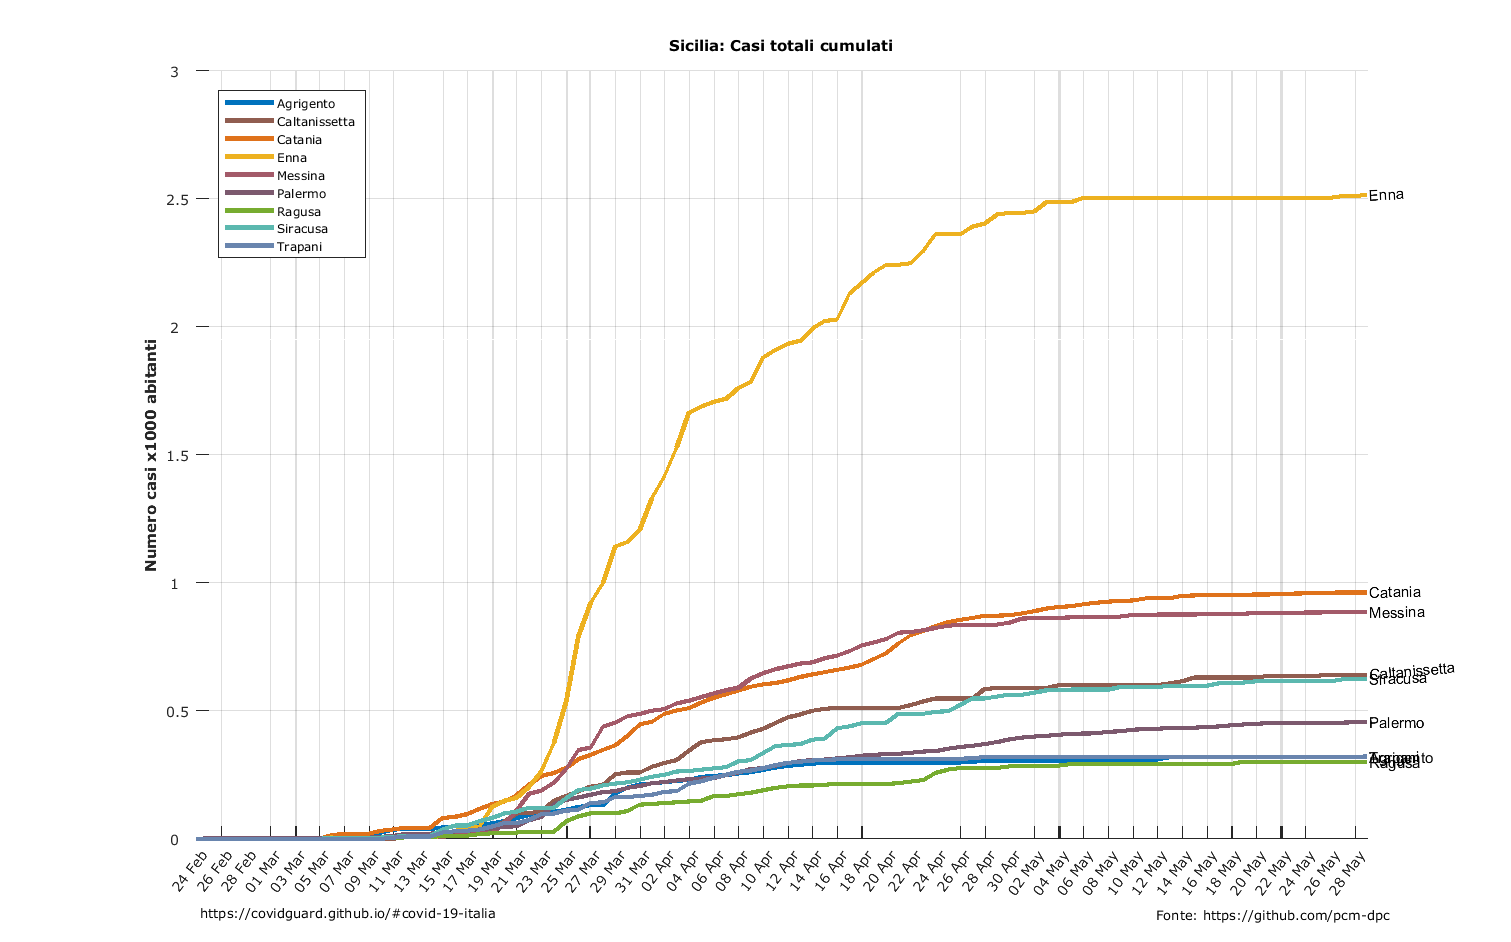 Sicilia: Casi totali cumulati
Numero casi x1000 abitanti
3
2.5
2
1.5
1
0.5
0
Agrigento
Caltanissetta
Catania
Enna
Messina
Palermo
Ragusa
Siracusa
Trapani
Enna
Catania
Messina
Caltanissetta
Siracusa
Palermo
Trapani
Agrigento
Ragusa
24 Feb
26 Feb
28 Feb
01 Mar
03 Mar
05 Mar
07 Mar
09 Mar
11 Mar
13 Mar
15 Mar
17 Mar
19 Mar
21 Mar
23 Mar
25 Mar
27 Mar
29 Mar
31 Mar
02 Apr
04 Apr
06 Apr
08 Apr
10 Apr
12 Apr
14 Apr
16 Apr
18 Apr
20 Apr
22 Apr
24 Apr
26 Apr
28 Apr
30 Apr
02 May
04 May
06 May
08 May
10 May
12 May
14 May
16 May
18 May
20 May
22 May
24 May
26 May
28 May
https://covidguard.github.io/#covid-19-italia
Fonte: https://github.com/pcm-dpc